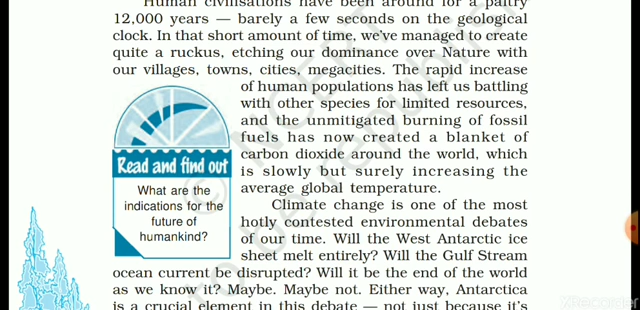 Human civilisations have been around for a paltry
12,000 years — barely a few seconds on the geological
clock. In that short amount of time, we've managed to create
quite a ruckus, etching our dominance over Nature with
our villages, towns, cities, megacities. The rapid increase
of human populations has left us battling
with other species for limited resources,
and the unmitigated burning of fossil
fuels has now created a blanket of
carbon dioxide around the world, which
is slowly but surely increasing the
average global temperature.
Read and find out
What are the
indications for the
future of
humankind?
Climate change is one of the most
hotly contested environmental debates
of our time. Will the West Antarctic ice
sheet melt entirely? Will the Gulf Stream
ocean current be disrupted? Will it be the end of the world
as we know it? Maybe. Maybe not. Either way, Antarctica
is a crucial element in this debate — not just because it's
© NCERT
to be republished
XRecorder